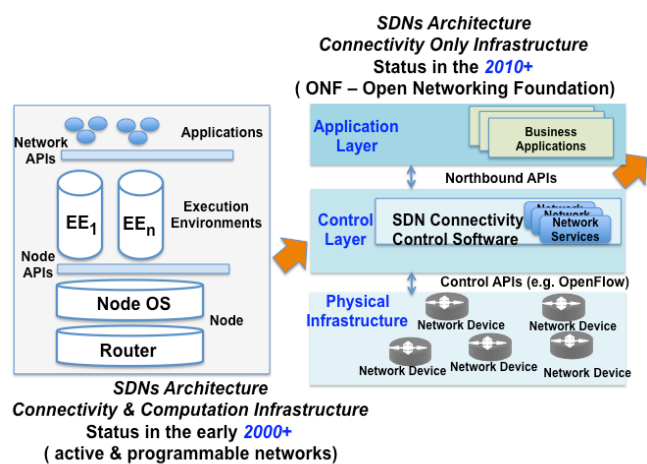 SDNs Architecture
Connectivity Only Infrastructure
Status in the 2010+
( ONF – Open Networking Foundation)
Applications
Network
APIs
EE1
EEn
Execution
Environments
Node
APIs
Node OS
Node
Router
Application
Layer
Business
Applications
Northbound APIs
Control
Layer
SDN Connectivity
Control Software
Network
Network
Network
Services
Control APIs (e.g. OpenFlow)
Physical
Infrastructure
Network Device
Network Device
Network Device
Network Device
Network Device
SDNs Architecture
Connectivity & Computation Infrastructure
Status in the early 2000+
( active & programmable networks)